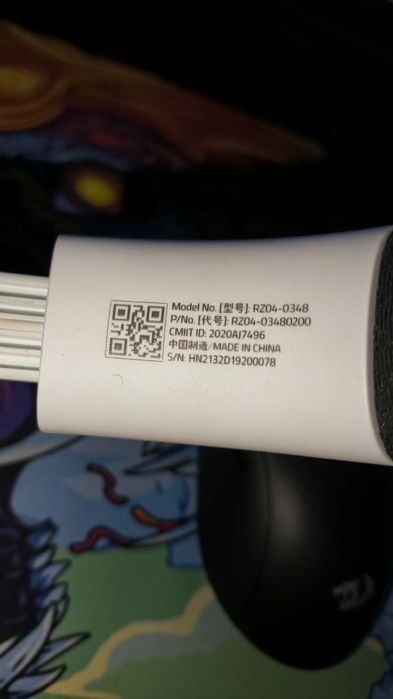 Model No. [型号]: RZ04-0348
P/No. [代号]: RZ04-03480200
CMIIT ID: 2020AJ7496
中国制造/MADE IN CHINA
S/N: HN2132D19200078